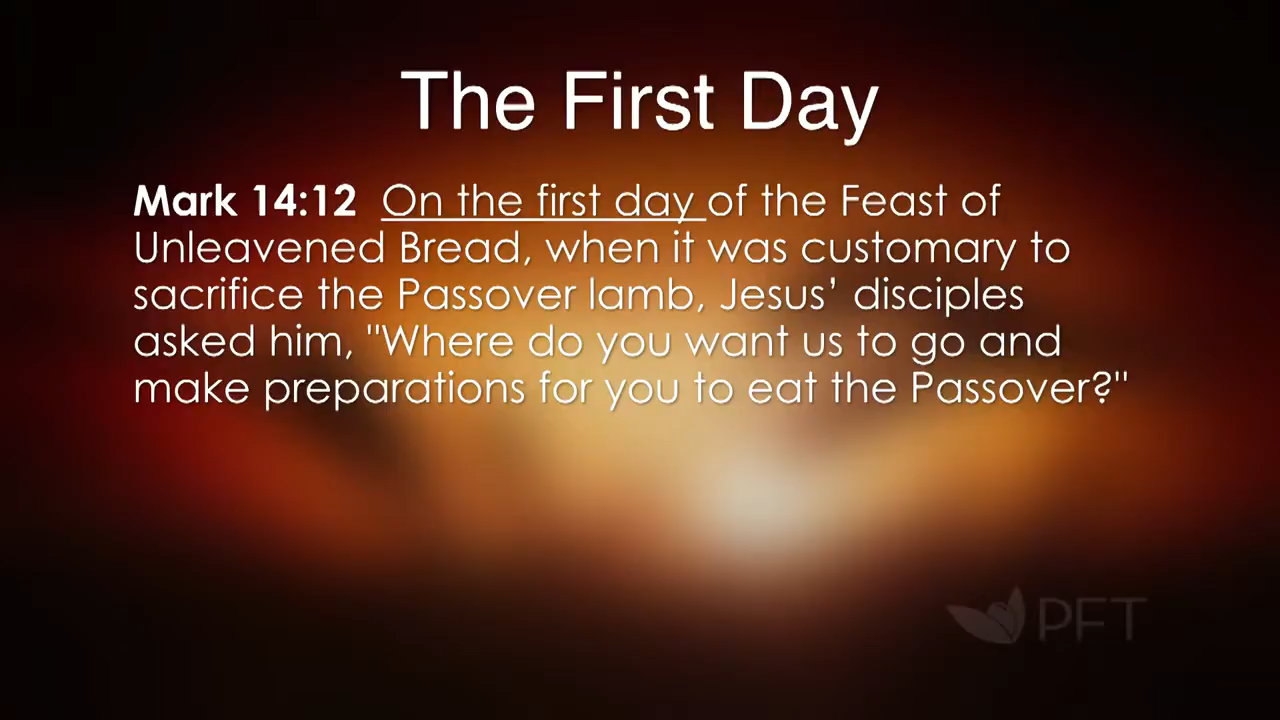 The First Day
Mark 14:12 On the first day of the Feast of
Unleavened Bread, when it was customary to
sacrifice the Passover lamb, Jesus’ disciples
asked him, "Where do you want us to go and
make preparations for you to eat the Passover?"
PFT